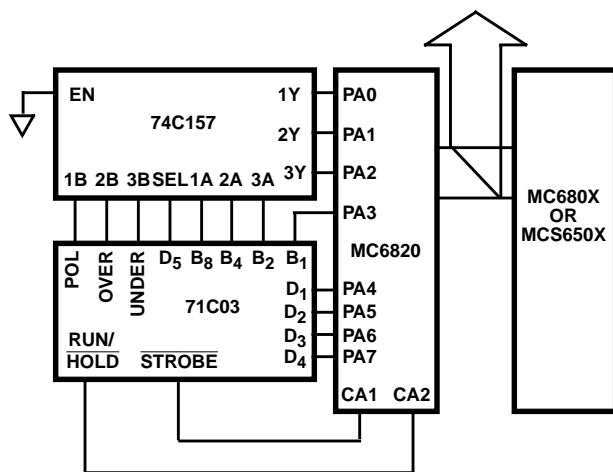 EN
74C157
1Y
2Y
3Y
1B 2B 3B SEL 1A 2A 3A
PA0
PA1
PA2
PA3
MC6820
PA4
PA5
PA6
PA7
CA1 CA2
MC680X
OR
MCS650X
POL
OVER
UNDER
D5 B8 B4 B2 B1
71C03
D1
D2
D3
D4
RUN/
HOLD
STROBE